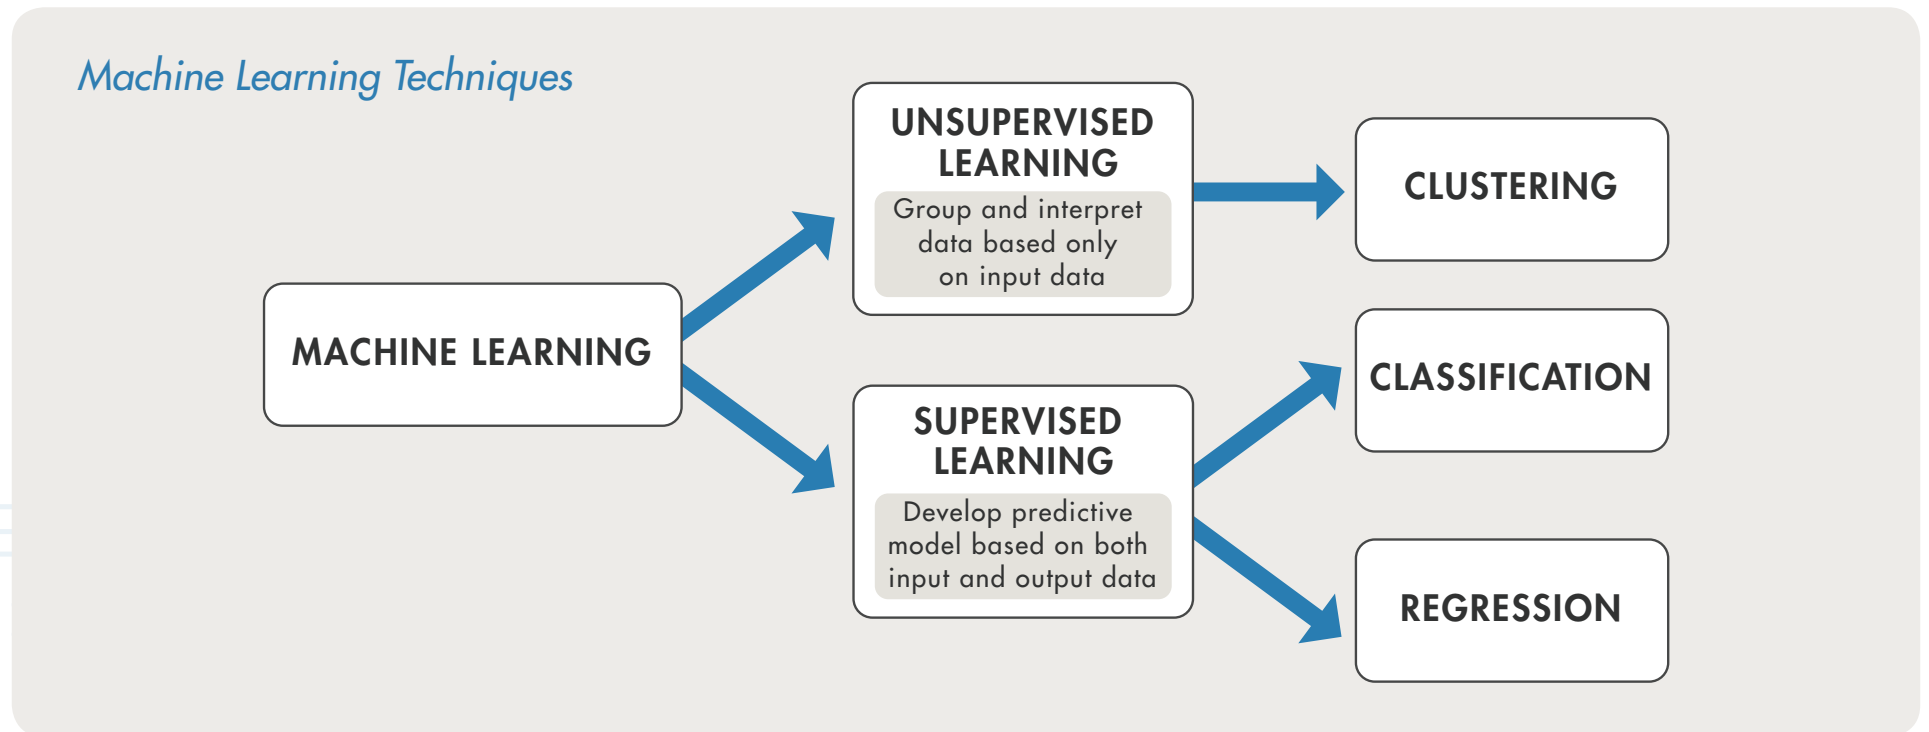 Machine Learning Techniques
MACHINE LEARNING
UNSUPERVISED
LEARNING
Group and interpret
data based only
on input data
SUPERVISED
LEARNING
Develop predictive
model based on both
input and output data
CLUSTERING
CLASSIFICATION
REGRESSION